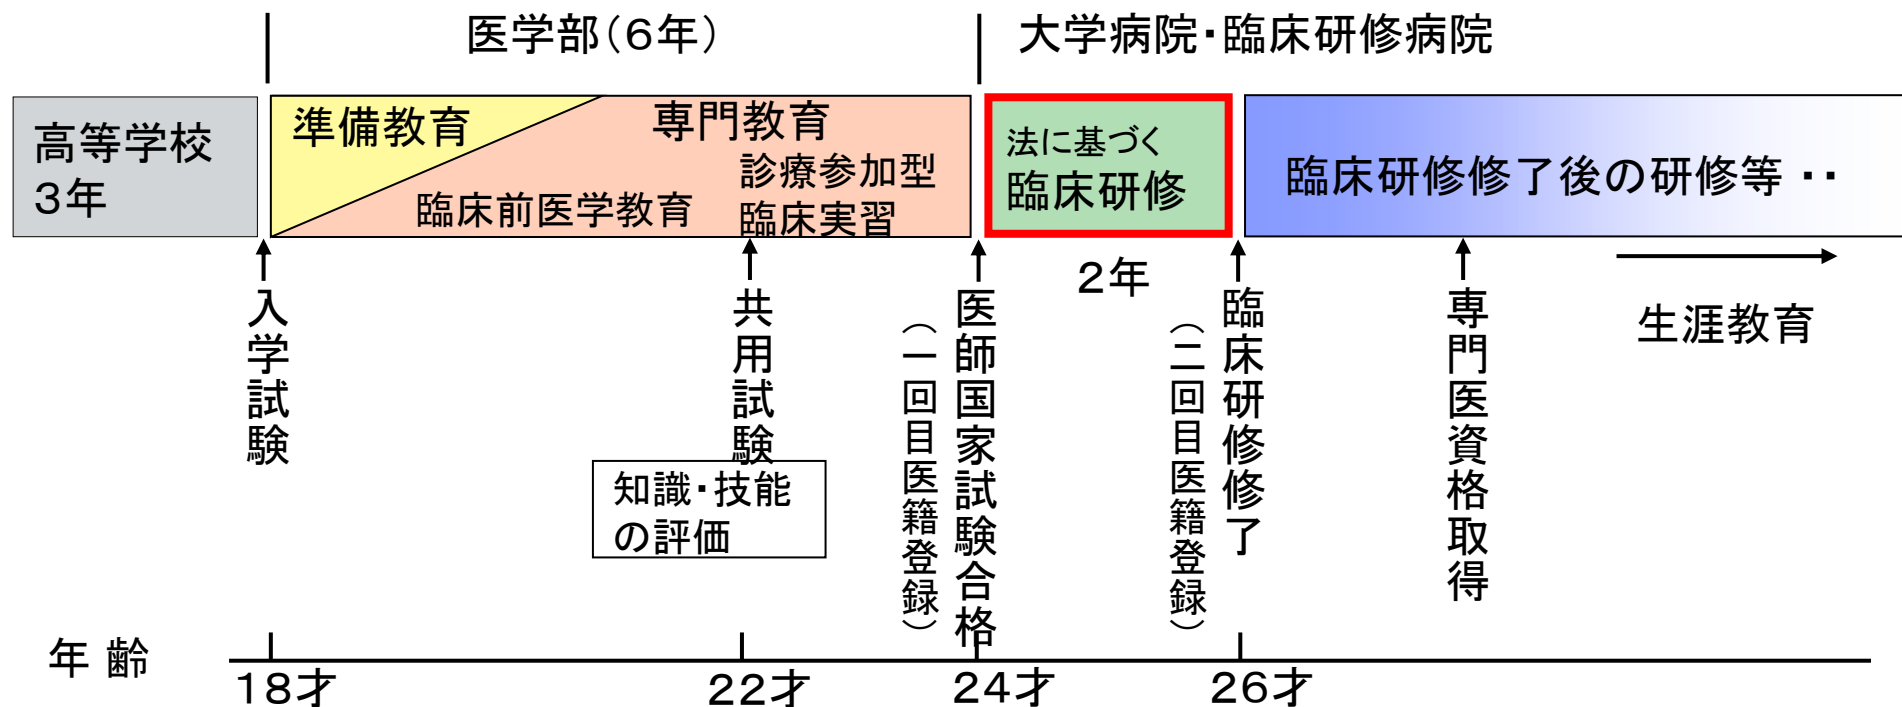 医学部(６年)
大学病院・臨床研修病院
高等学校
３年
準備教育
専門教育
臨床前医学教育
診療参加型
臨床実習
法に基づく
臨床研修
臨床研修修了後の研修等 ・・
２年
入学試験
共用試験
知識・技能
の評価
医師国家試験合格
(一回目医籍登録)
臨床研修修了
(二回目医籍登録)
専門医資格取得
生涯教育
年 齢
１８才
２２才
２４才
２６才